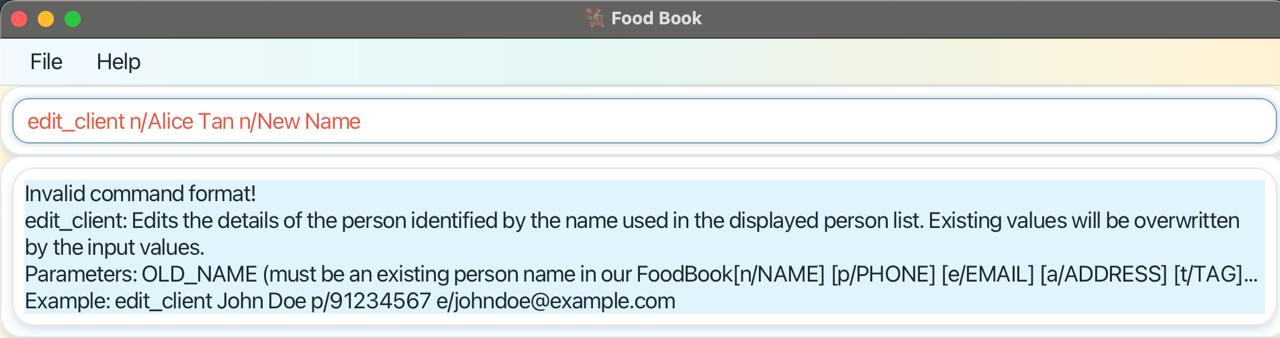 Food Book
File Help
edit_client n/Alice Tan n/New Name
Invalid command format!
edit_client: Edits the details of the person identified by the name used in the displayed person list. Existing values will be overwritten
by the input values.
Parameters: OLD_NAME (must be an existing person name in our FoodBook[n/NAME] [p/PHONE] [e/EMAIL] [a/ADDRESS] [t/TAG]...
Example: edit_client John Doe p/91234567 e/johndoe@example.com